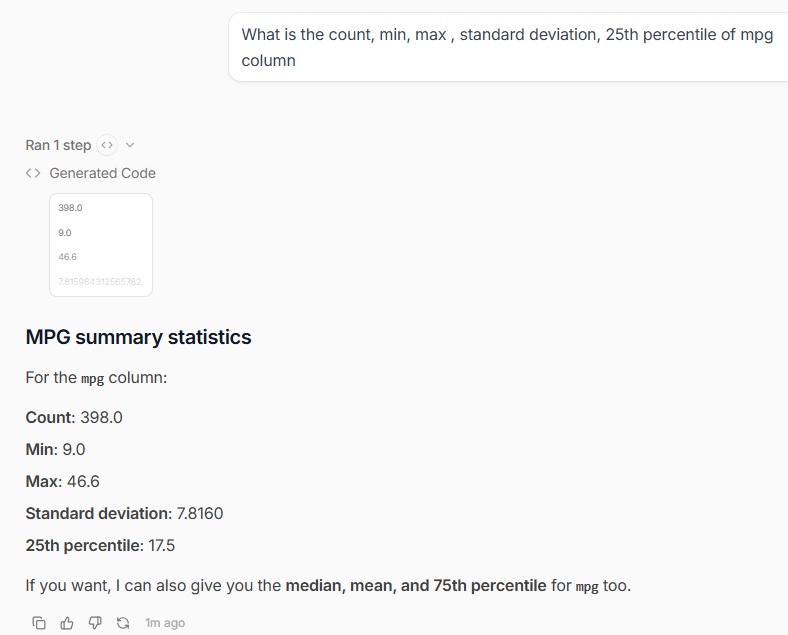 What is the count, min, max , standard deviation, 25th percentile of mpg
column
Ran 1 step
Generated Code
398.0
9.0
46.6
7.815984312565782
MPG summary statistics
For the mpg column:
Count: 398.0
Min: 9.0
Max: 46.6
Standard deviation: 7.8160
25th percentile: 17.5
If you want, I can also give you the median, mean, and 75th percentile for mpg too.
1m ago